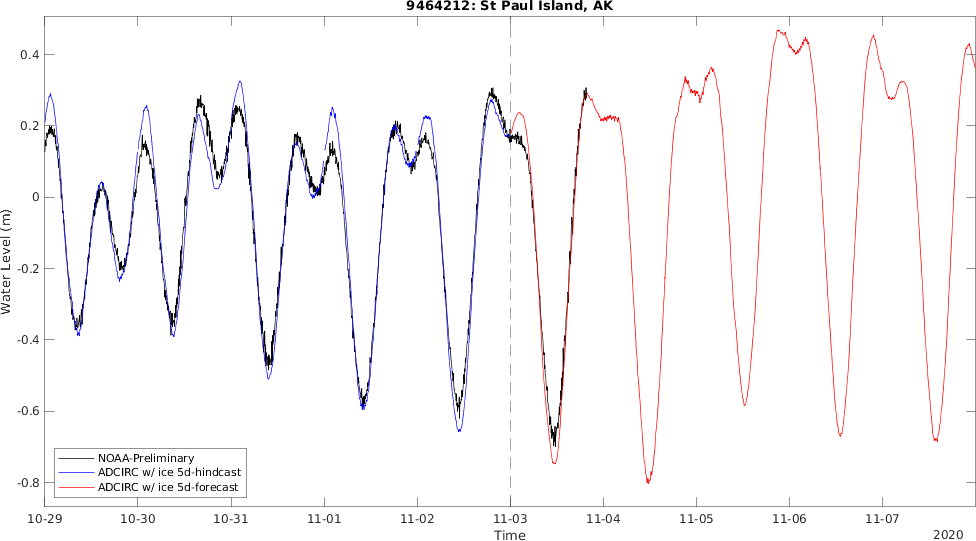 9464212: St Paul Island, AK
Water Level (m)
0.4
0.2
0
-0.2
-0.4
-0.6
-0.8
NOAA-Preliminary
ADCIRC w/ ice 5d-hindcast
ADCIRC w/ ice 5d-forecast
10-29 10-30 10-31 11-01 11-02 11-03 11-04 11-05 11-06 11-07
Time
2020